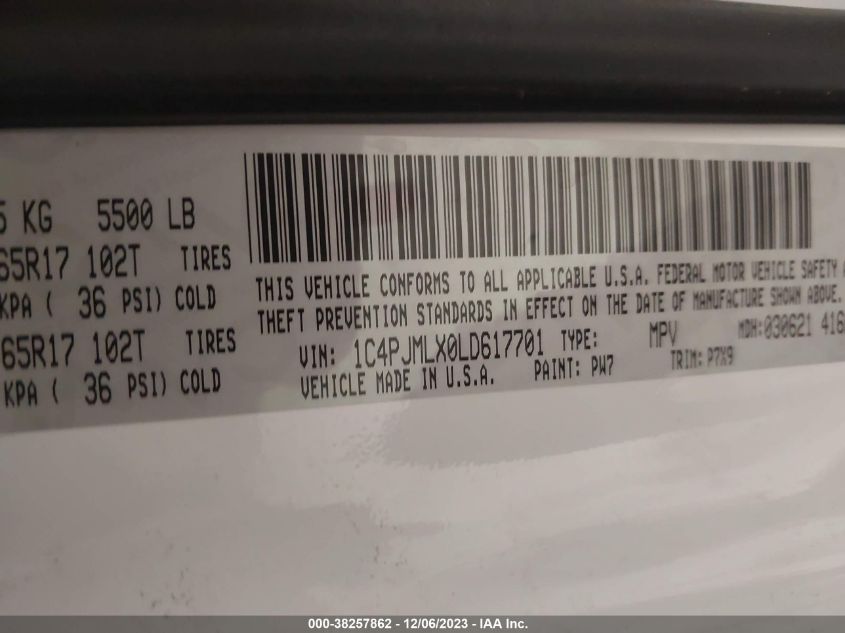 5 KG 5500 LB
65R17 102T TIRES
KPA ( 36 PSI) COLD
65R17 102T TIRES
KPA ( 36 PSI) COLD
THIS VEHICLE CONFORMS TO ALL APPLICABLE U.S.A. FEDERAL MOTOR VEHICLE SAFETY
THEFT PREVENTION STANDARDS IN EFFECT ON THE DATE OF MANUFACTURE SHOWN ABOVE.
VIN: 1C4PJMLX0LD617701 TYPE: MPV MDH:030621 416
VEHICLE MADE IN U.S.A. PAINT: PW7 TRIM: P7X9
000-38257862 - 12/06/2023 - IAA Inc.